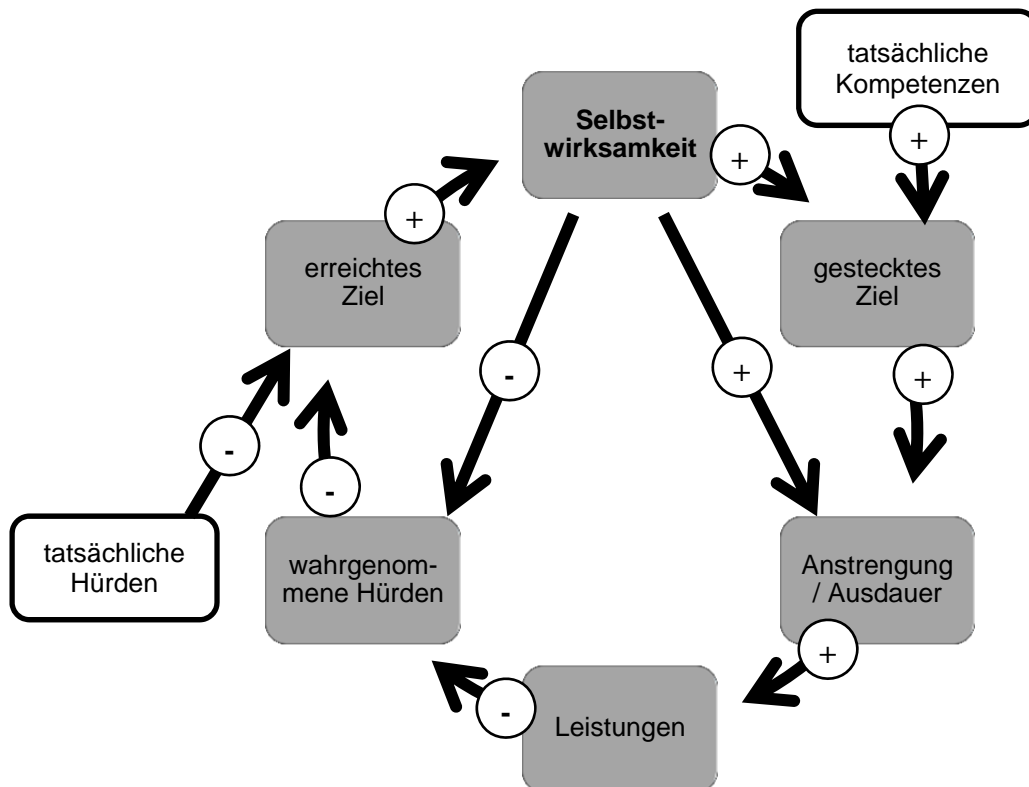 tatsächliche
Kompetenzen
+
Selbst-
wirksamkeit
+
+
erreichtes
Ziel
gestecktes
Ziel
-
+
+
-
-
tatsächliche
Hürden
wahrgenom-
mene Hürden
Anstrengung
/ Ausdauer
+
-
Leistungen